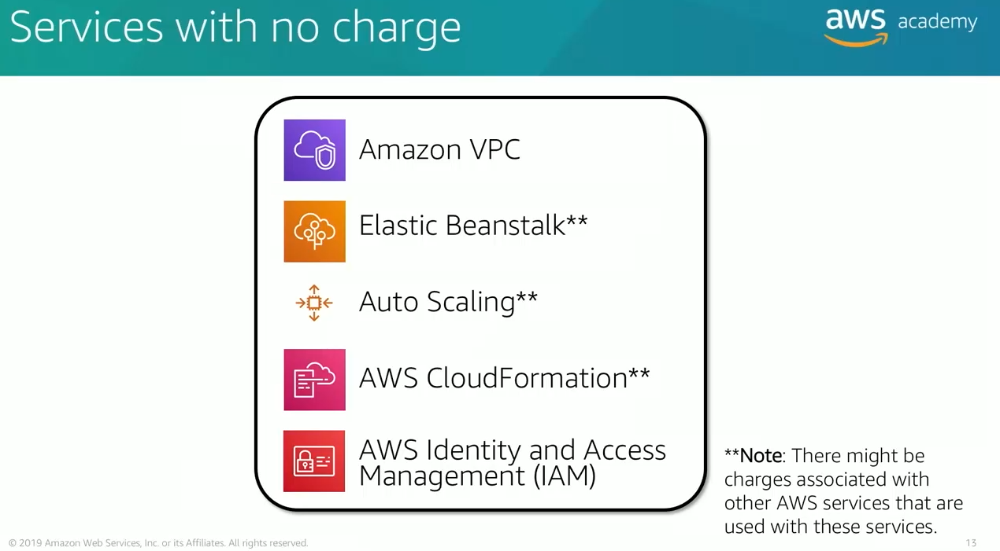 Services with no charge
aws academy
Amazon VPC
Elastic Beanstalk**
Auto Scaling**
AWS CloudFormation**
AWS Identity and Access
Management (IAM)
**Note: There might be
charges associated with
other AWS services that are
used with these services.
© 2019 Amazon Web Services, Inc. or its Affiliates. All rights reserved.
13